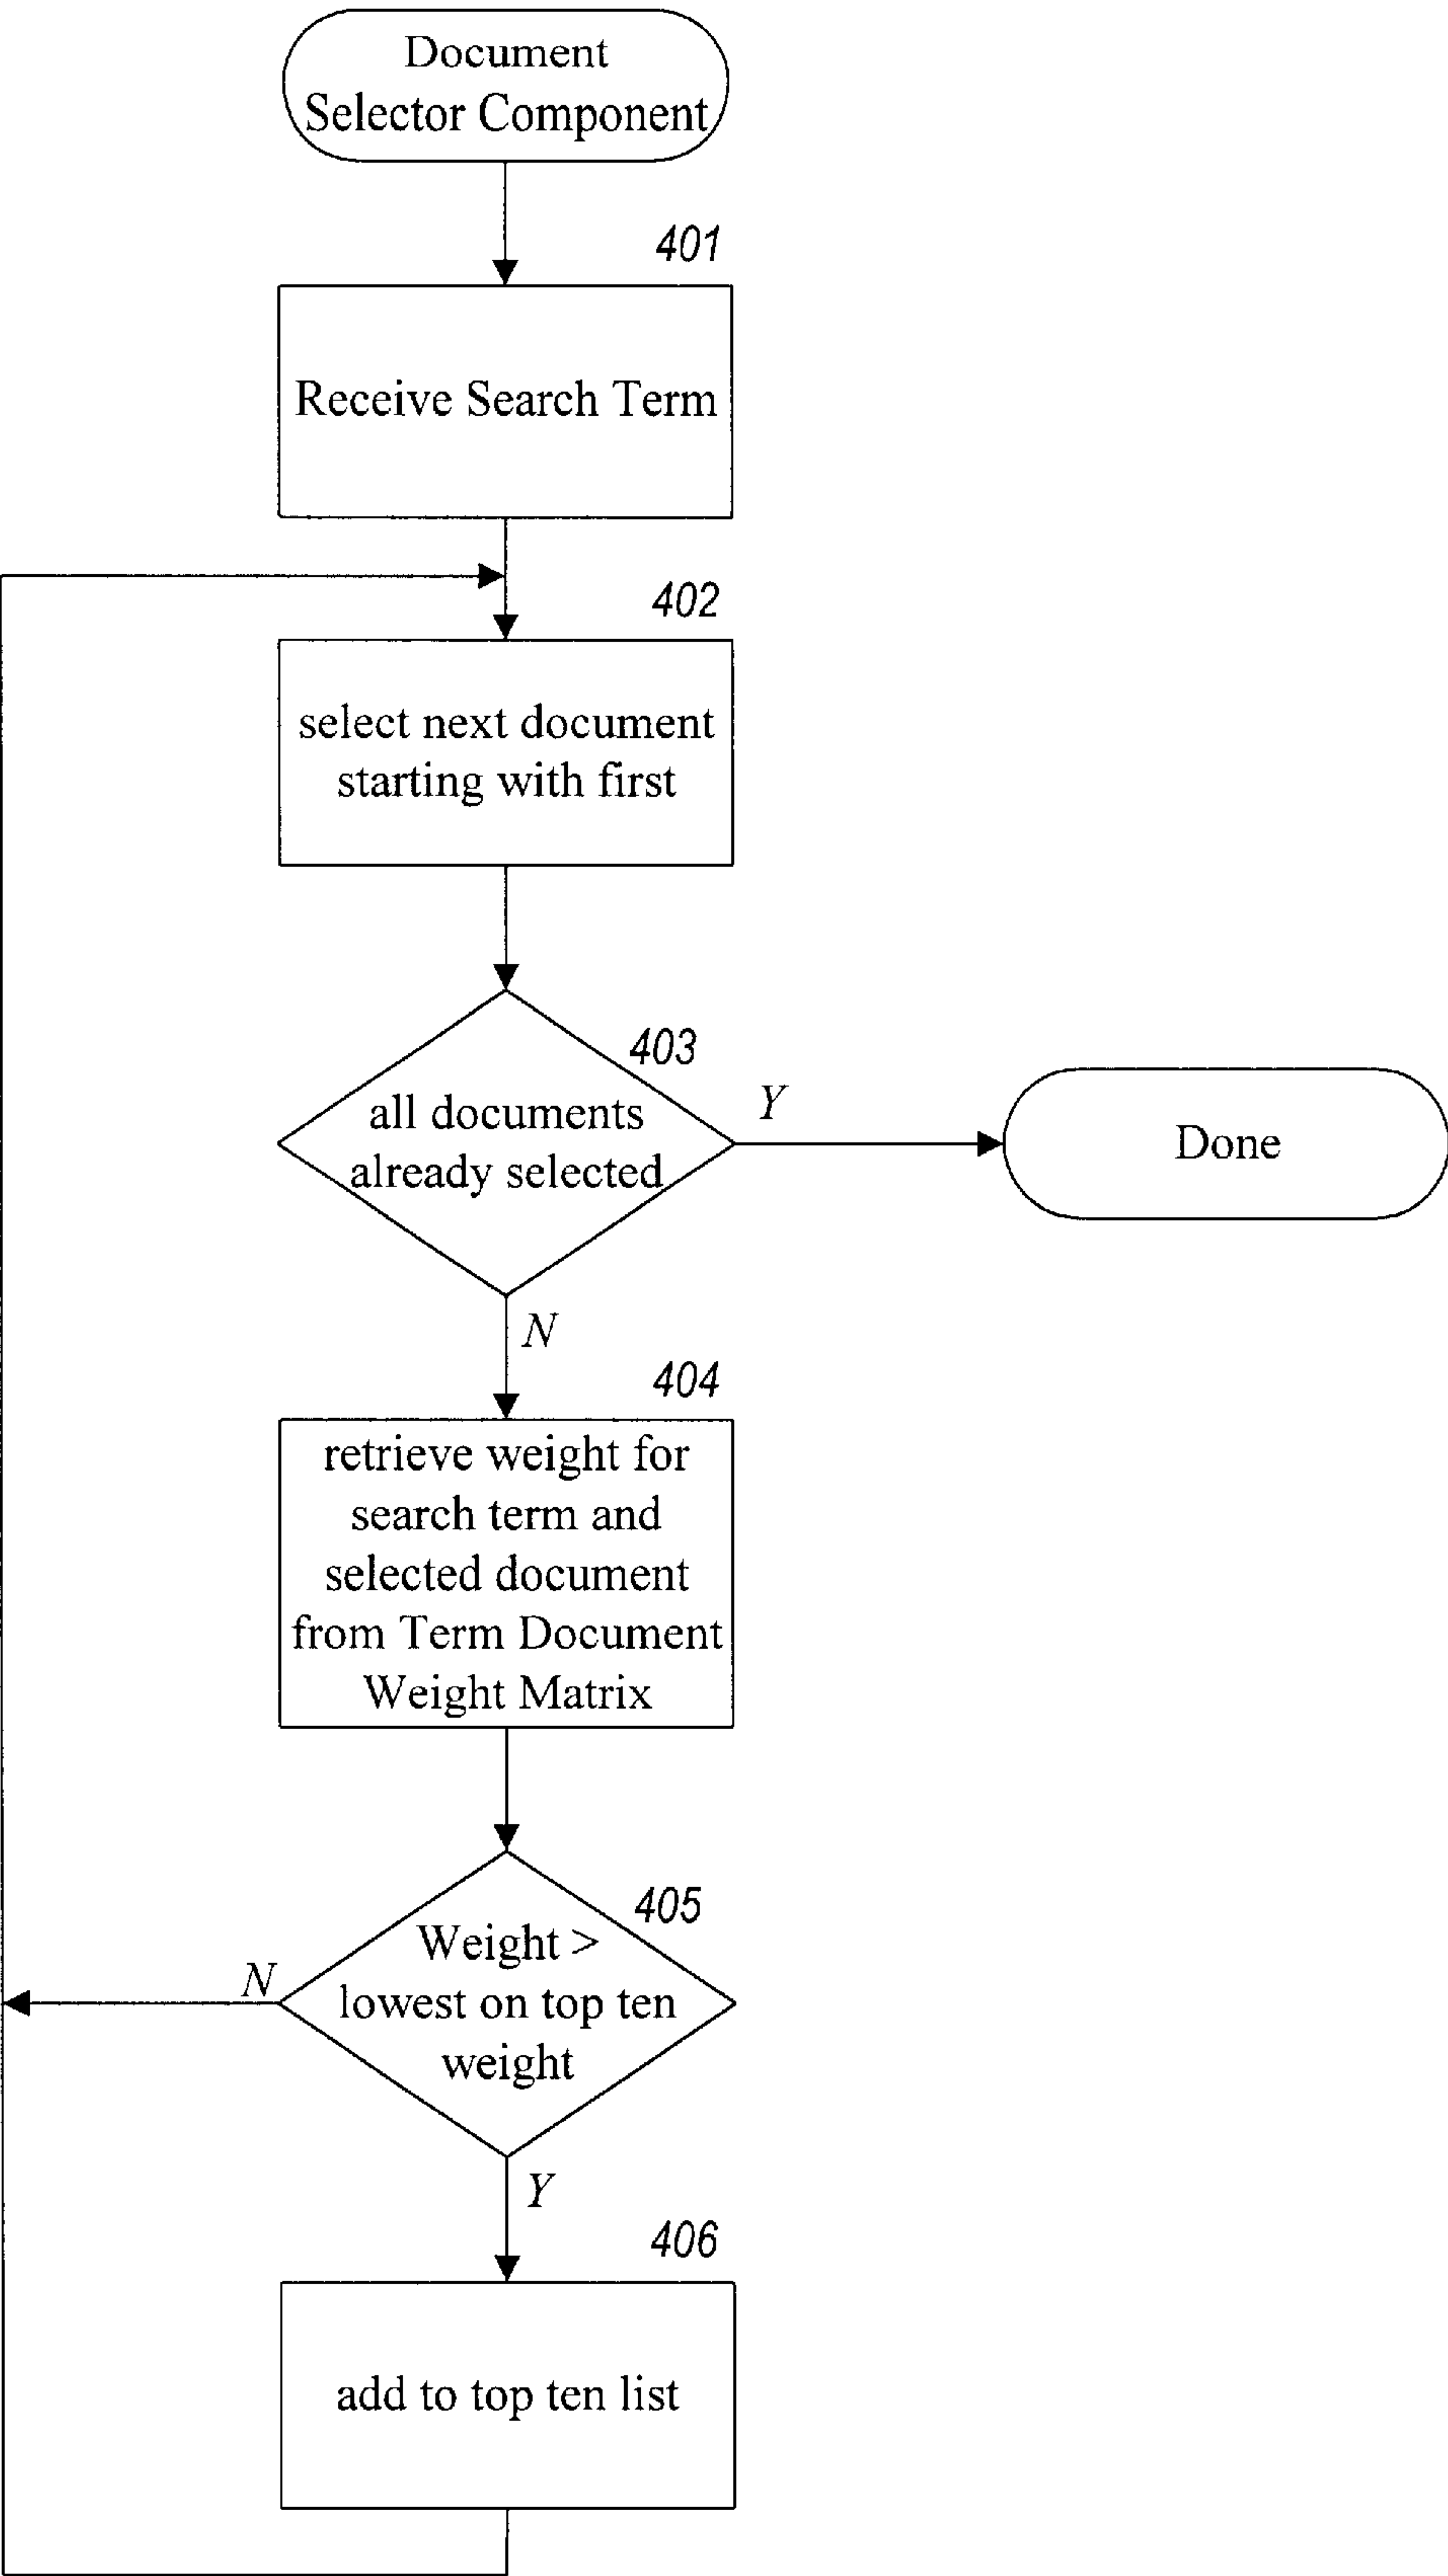 Document
Selector Component
401
Receive Search Term
402
select next document
starting with first
403
all documents
already selected
Y
Done
N
404
retrieve weight for
search term and
selected document
from Term Document
Weight Matrix
405
Weight >
lowest on top ten
weight
N
Y
406
add to top ten list